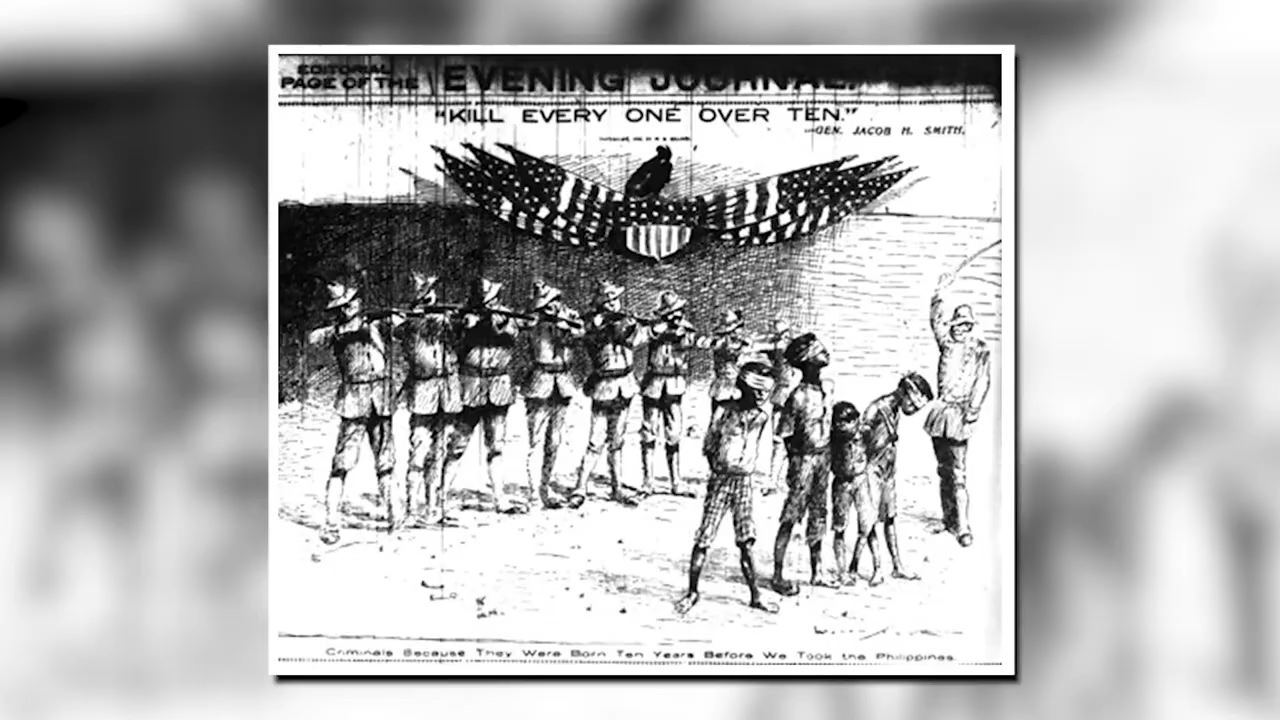 EDITORIAL
PAGE OF THE
EVENING JOURNAL.
"KILL EVERY ONE OVER TEN."
—GEN. JACOB H. SMITH.
Criminals Because They Were Born Ten Years Before We Took the Philippines.